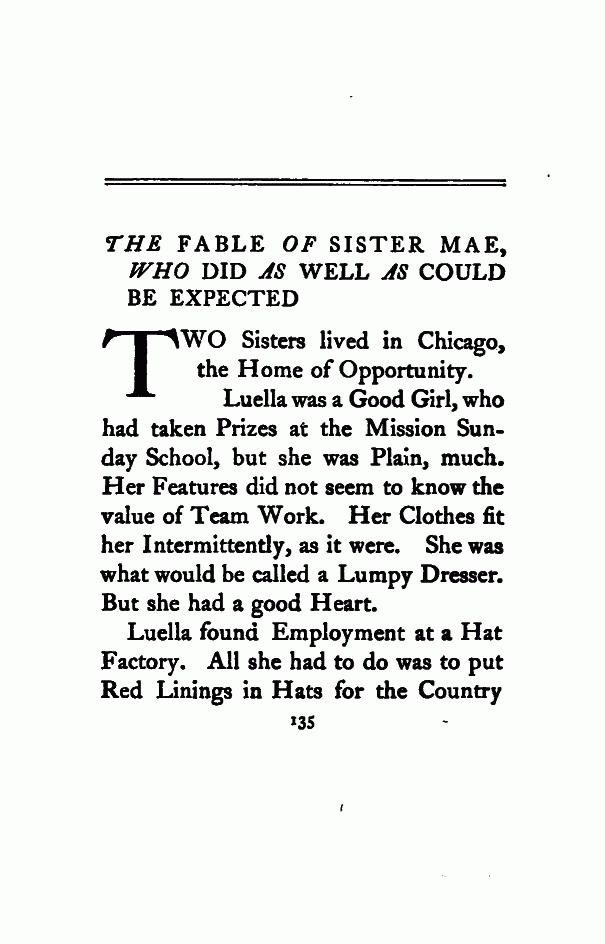 THE FABLE OF SISTER MAE,
WHO DID AS WELL AS COULD
BE EXPECTED
TWO Sisters lived in Chicago,
the Home of Opportunity.
Luella was a Good Girl, who
had taken Prizes at the Mission Sun-
day School, but she was Plain, much.
Her Features did not seem to know the
value of Team Work. Her Clothes fit
her Intermittently, as it were. She was
what would be called a Lumpy Dresser.
But she had a good Heart.
Luella found Employment at a Hat
Factory. All she had to do was to put
Red Linings in Hats for the Country
135